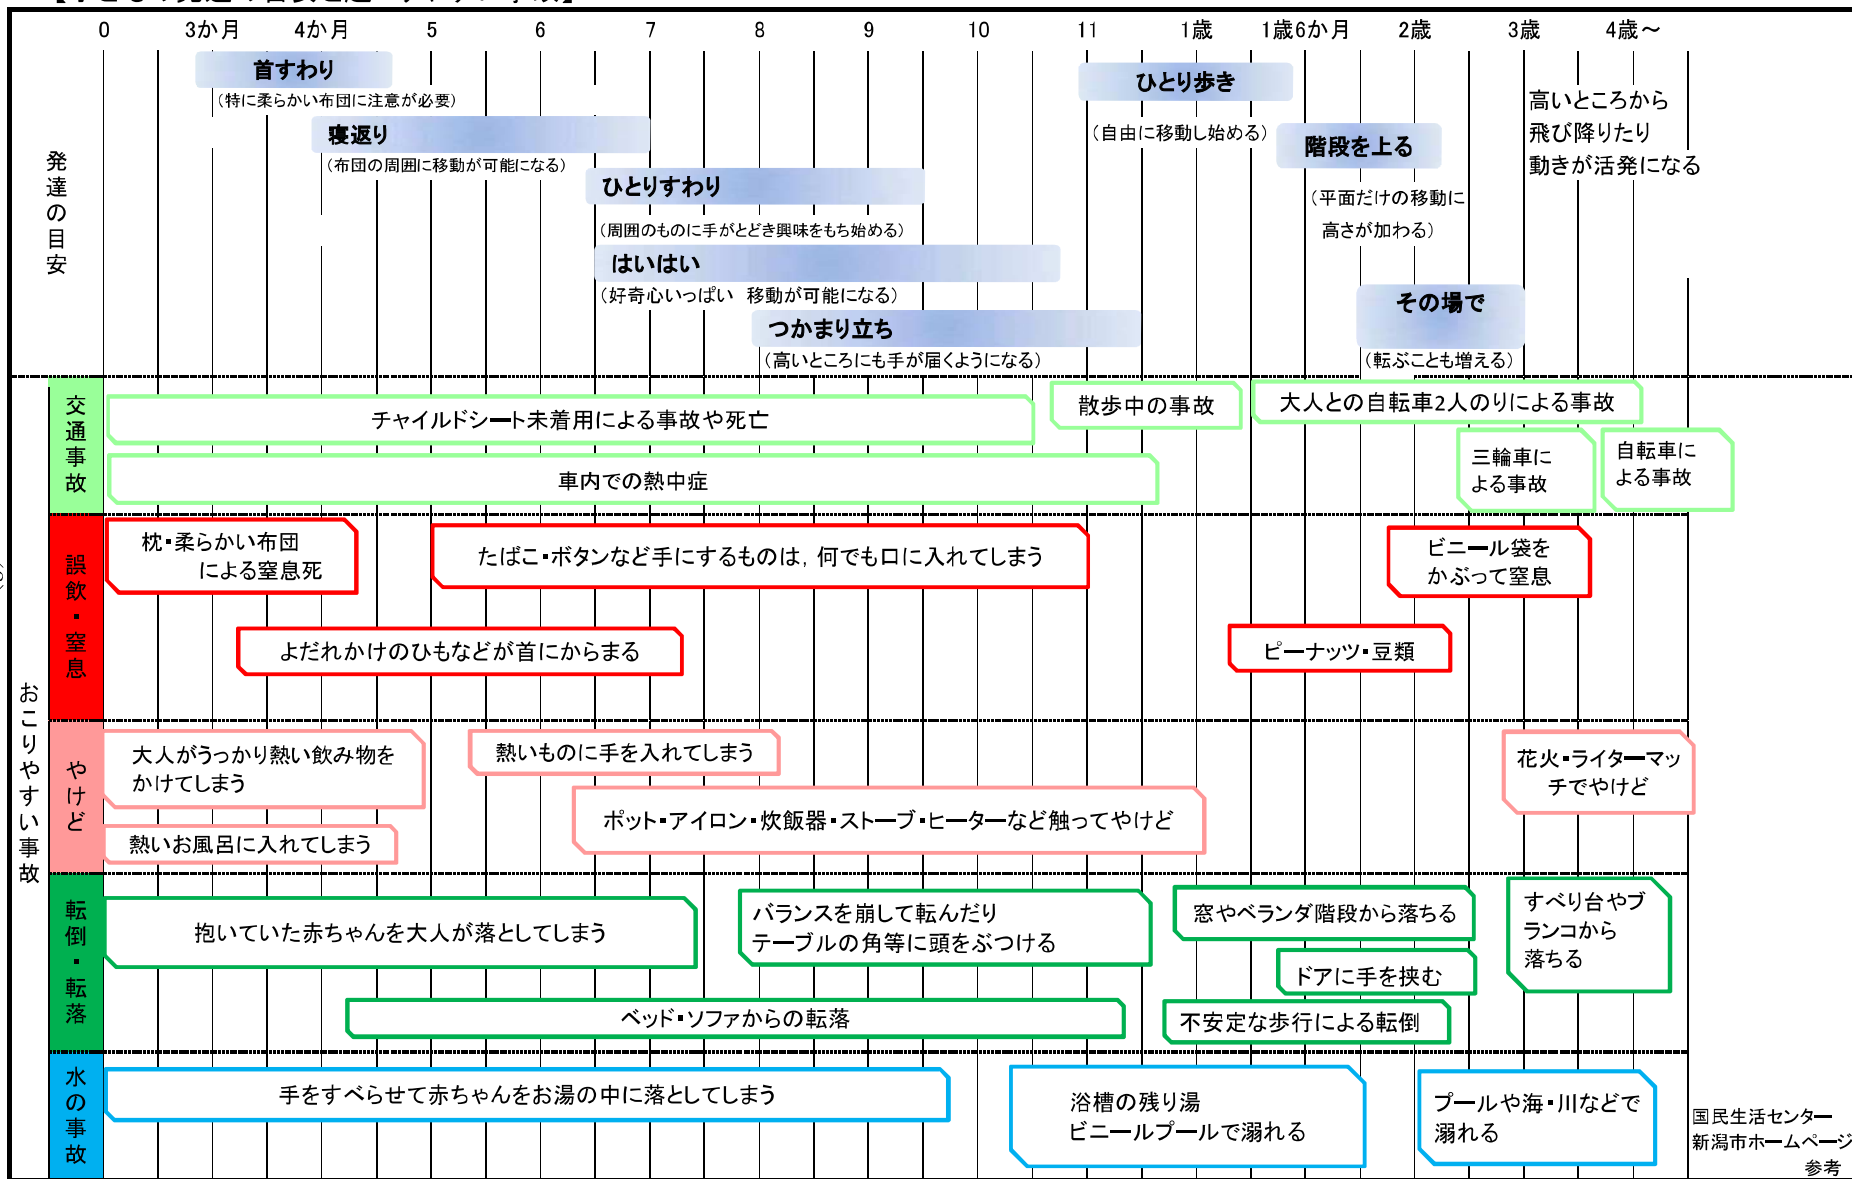 0 3か月 4か月 5 6 7 8 9 10 11 1歳 1歳6か月 2歳 3歳 4歳～
発達の目安
首すわり
(特に柔らかい布団に注意が必要)
寝返り
(布団の周囲に移動が可能になる)
ひとりすわり
(周囲のものに手がとどき興味をもち始める)
はいはい
(好奇心いっぱい 移動が可能になる)
つかまり立ち
(高いところにも手が届くようになる)
ひとり歩き
(自由に移動し始める)
階段を上る
(平面だけの移動に
高さが加わる)
その場で
(転ぶことも増える)
高いところから
飛び降りたり
動きが活発になる
おこりやすい事故
交通事故
チャイルドシート未着用による事故や死亡
散歩中の事故
大人との自転車2人のりによる事故
車内での熱中症
三輪車に
よる事故
自転車に
よる事故
誤飲・窒息
枕・柔らかい布団
による窒息死
たばこ・ボタンなど手にするものは，何でも口に入れてしまう
ビニール袋を
かぶって窒息
よだれかけのひもなどが首にからまる
ピーナッツ・豆類
やけど
大人がうっかり熱い飲み物を
かけてしまう
熱いものに手を入れてしまう
花火・ライターマッ
チでやけど
ポット・アイロン・炊飯器・ストーブ・ヒーターなど触ってやけど
熱いお風呂に入れてしまう
転倒・転落
抱いていた赤ちゃんを大人が落としてしまう
バランスを崩して転んだり
テーブルの角等に頭をぶつける
窓やベランダ階段から落ちる
すべり台やブ
ランコから
落ちる
ドアに手を挟む
ベッド・ソファからの転落
不安定な歩行による転倒
水の事故
手をすべらせて赤ちゃんをお湯の中に落としてしまう
浴槽の残り湯
ビニールプールで溺れる
プールや海・川などで
溺れる
国民生活センター
新潟市ホームページ
参考